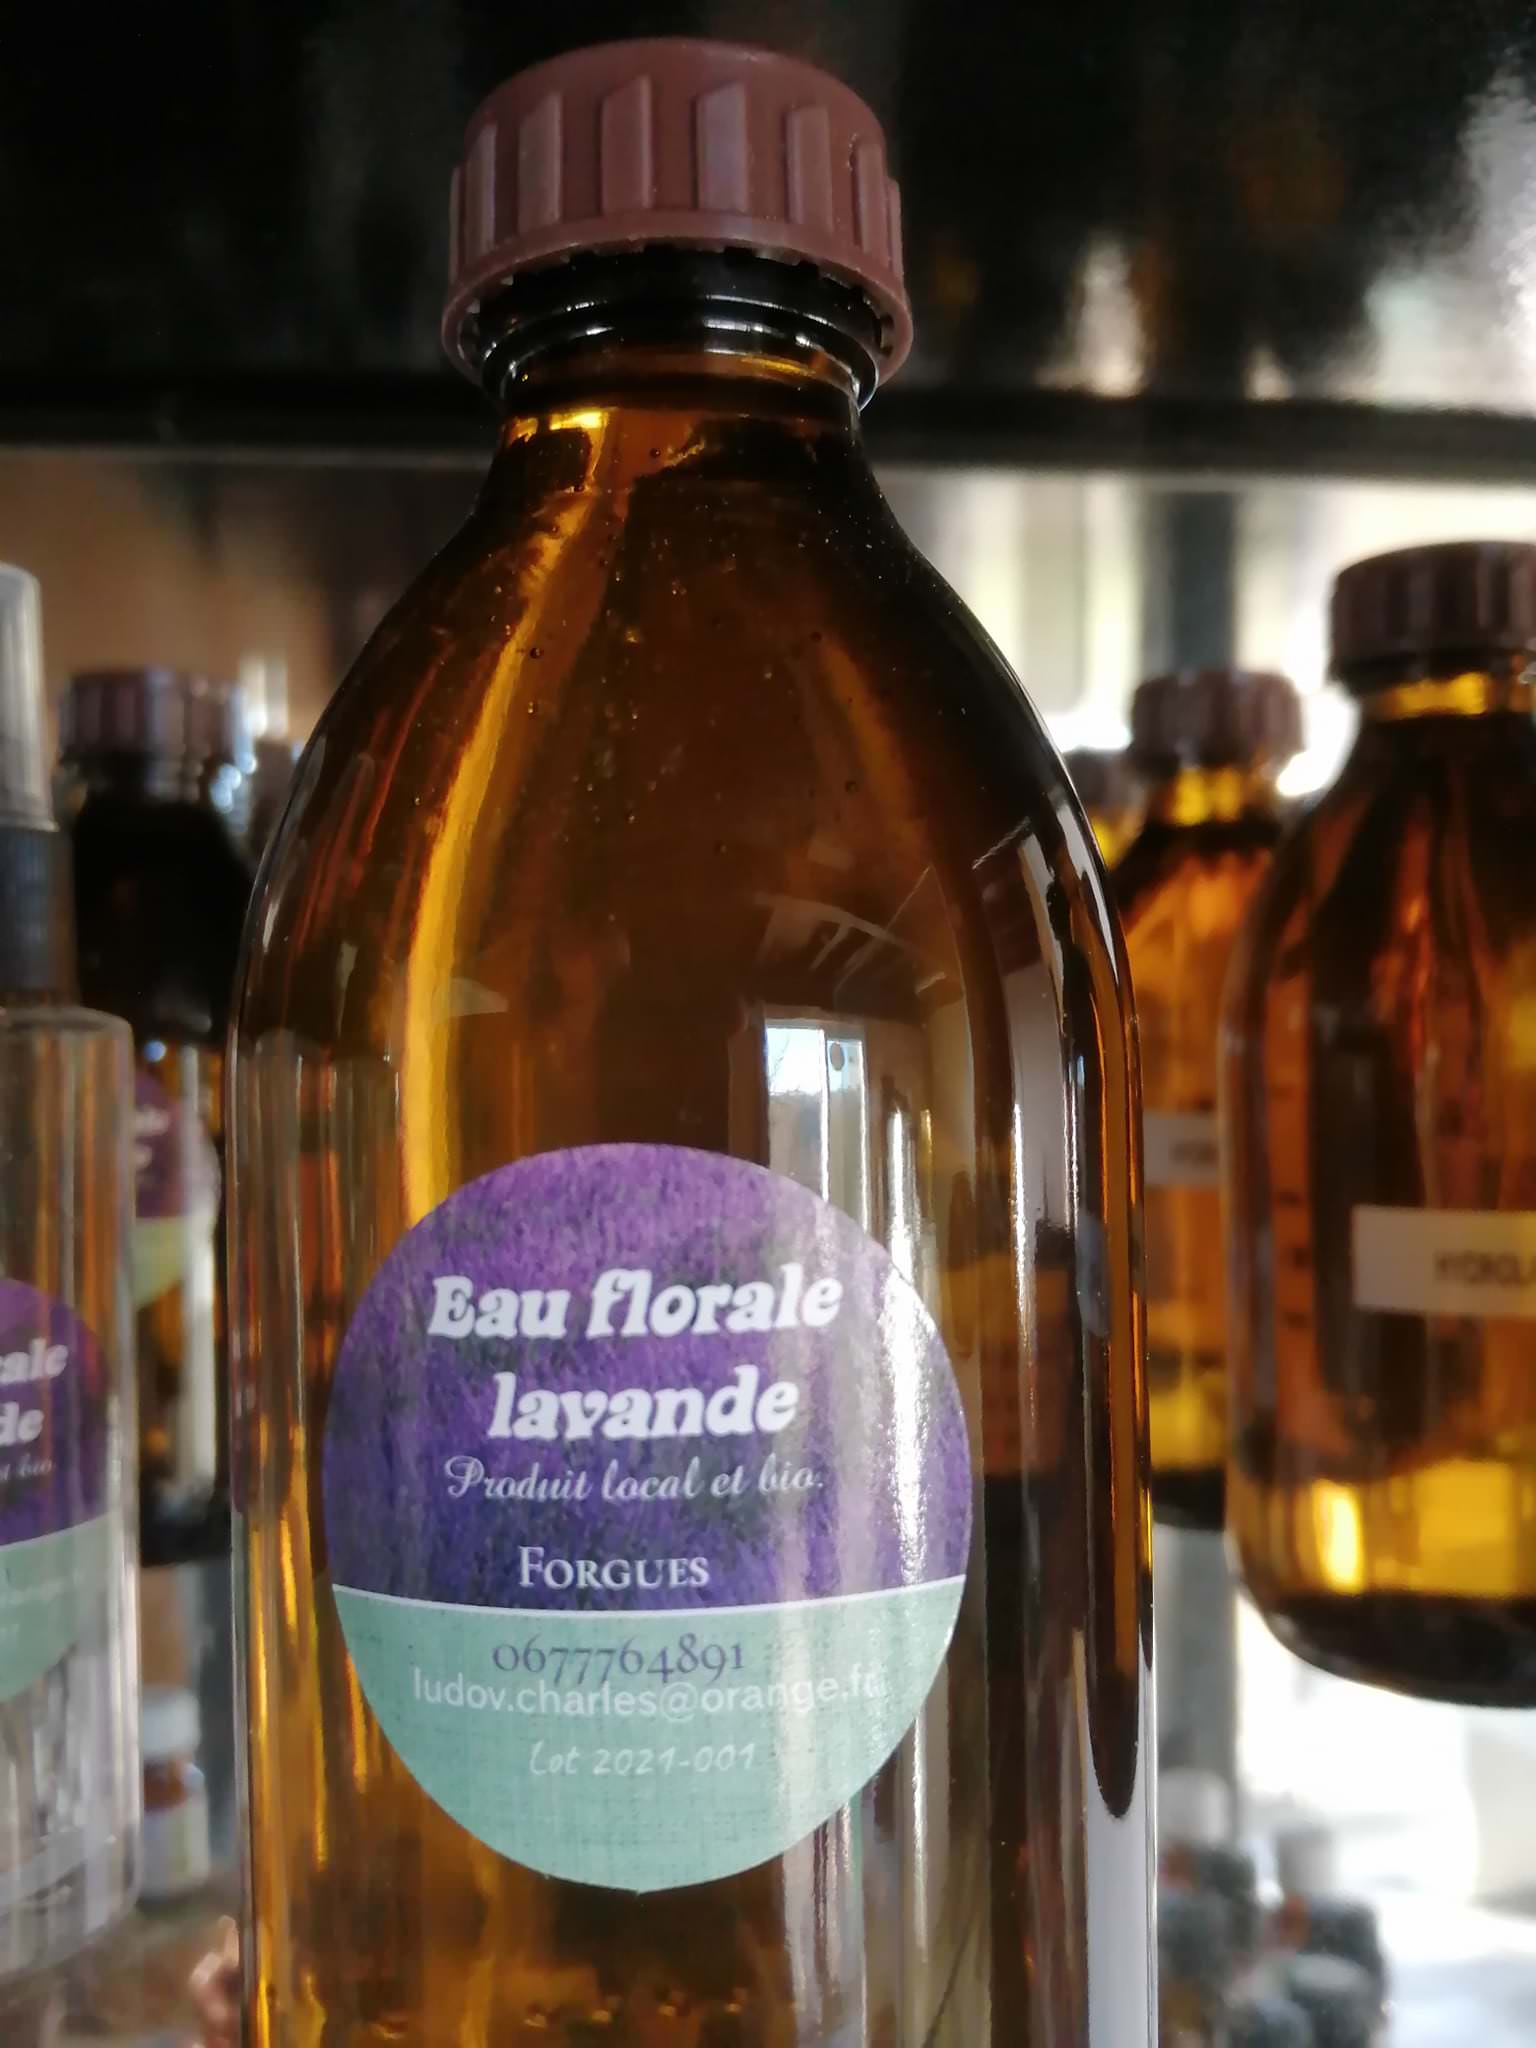 Eau florale
lavande
Produit local et bio.
FORGUES
0677764891
ludov.charles@orange.fr
Lot 2021-001